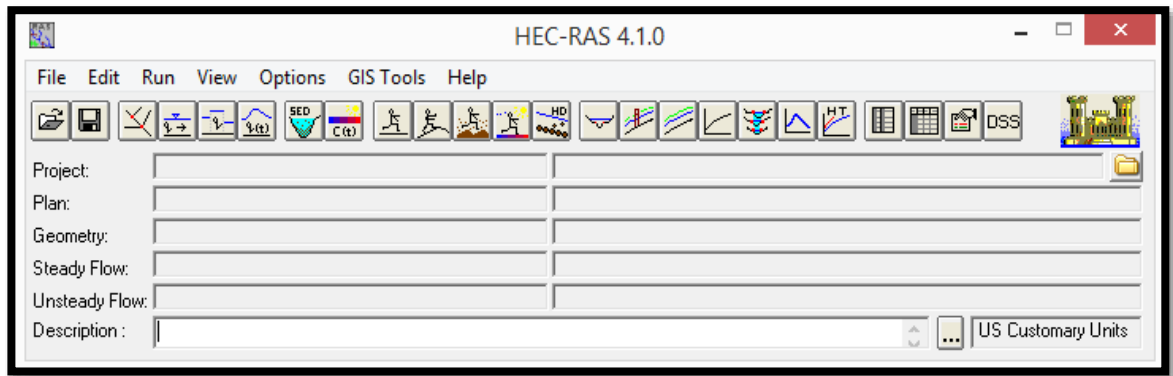 HEC-RAS 4.1.0
File Edit Run View Options GIS Tools Help
SED C(t) HD HT DSS
Project:
Plan:
Geometry:
Steady Flow:
Unsteady Flow:
Description : ... US Customary Units